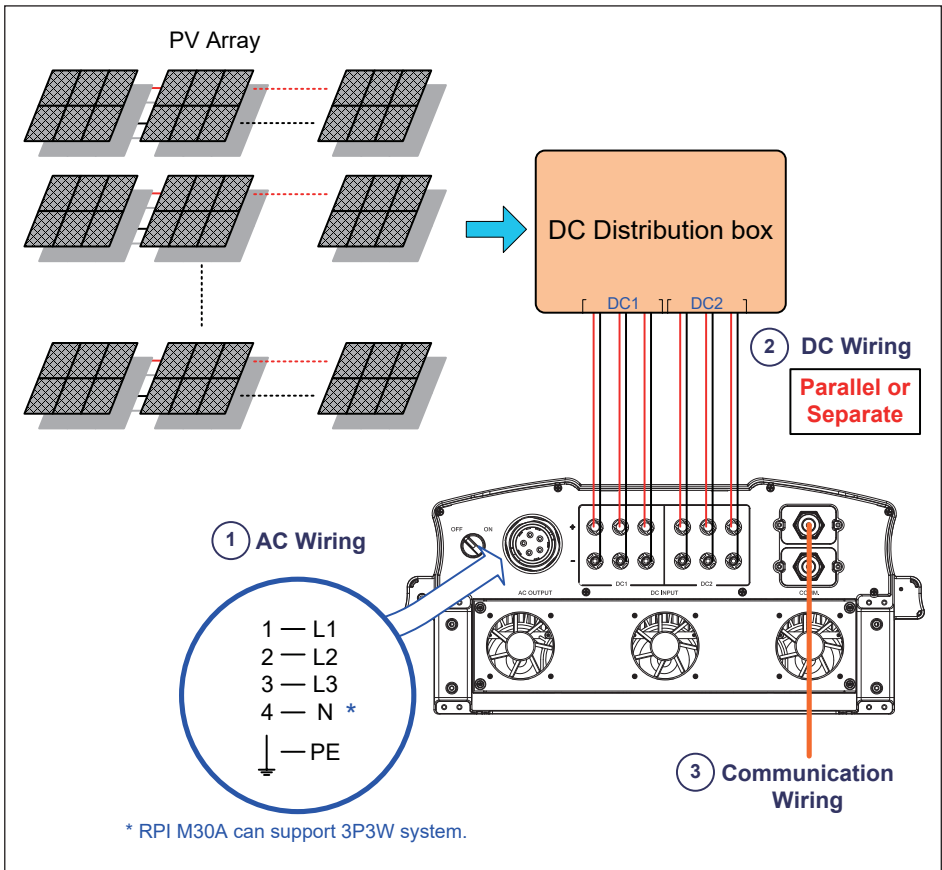 PV Array
DC Distribution box
DC1 DC2
2 DC Wiring
Parallel or
Separate
1 AC Wiring
OFF ON
+
-
DC1 DC2
AC OUTPUT DC INPUT COMM.
1 — L1
2 — L2
3 — L3
4 — N *
— PE
3 Communication
Wiring
* RPI M30A can support 3P3W system.